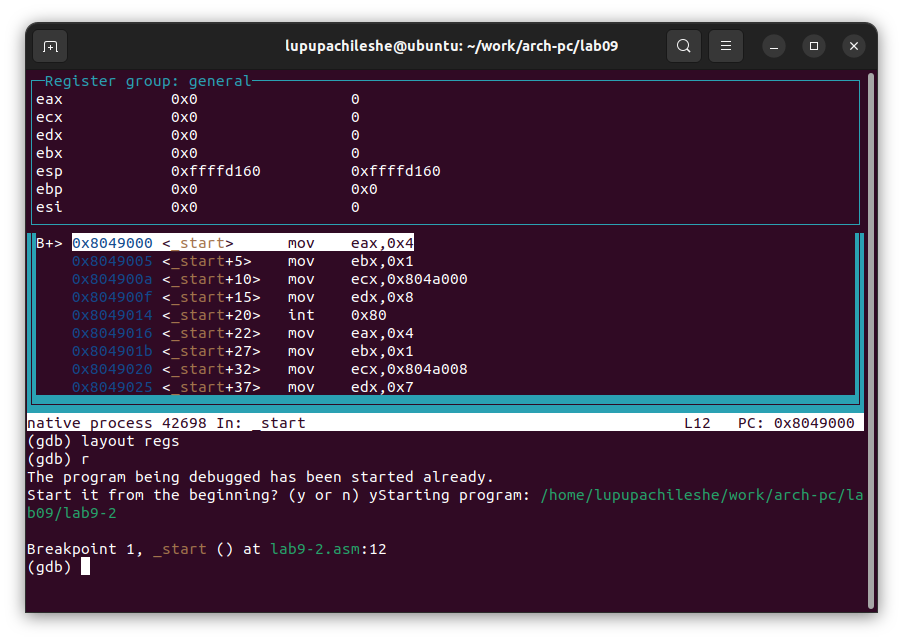 lupupachileshe@ubuntu: ~/work/arch-pc/lab09
Register group: general
eax 0x0 0
ecx 0x0 0
edx 0x0 0
ebx 0x0 0
esp 0xffffd160 0xffffd160
ebp 0x0 0x0
esi 0x0 0
B+> 0x8049000 <_start> mov eax,0x4
0x8049005 <_start+5> mov ebx,0x1
0x804900a <_start+10> mov ecx,0x804a000
0x804900f <_start+15> mov edx,0x8
0x8049014 <_start+20> int 0x80
0x8049016 <_start+22> mov eax,0x4
0x804901b <_start+27> mov ebx,0x1
0x8049020 <_start+32> mov ecx,0x804a008
0x8049025 <_start+37> mov edx,0x7
native process 42698 In: _start L12 PC: 0x8049000
(gdb) layout regs
(gdb) r
The program being debugged has been started already.
Start it from the beginning? (y or n) yStarting program: /home/lupupachileshe/work/arch-pc/la
b09/lab9-2
Breakpoint 1, _start () at lab9-2.asm:12
(gdb)